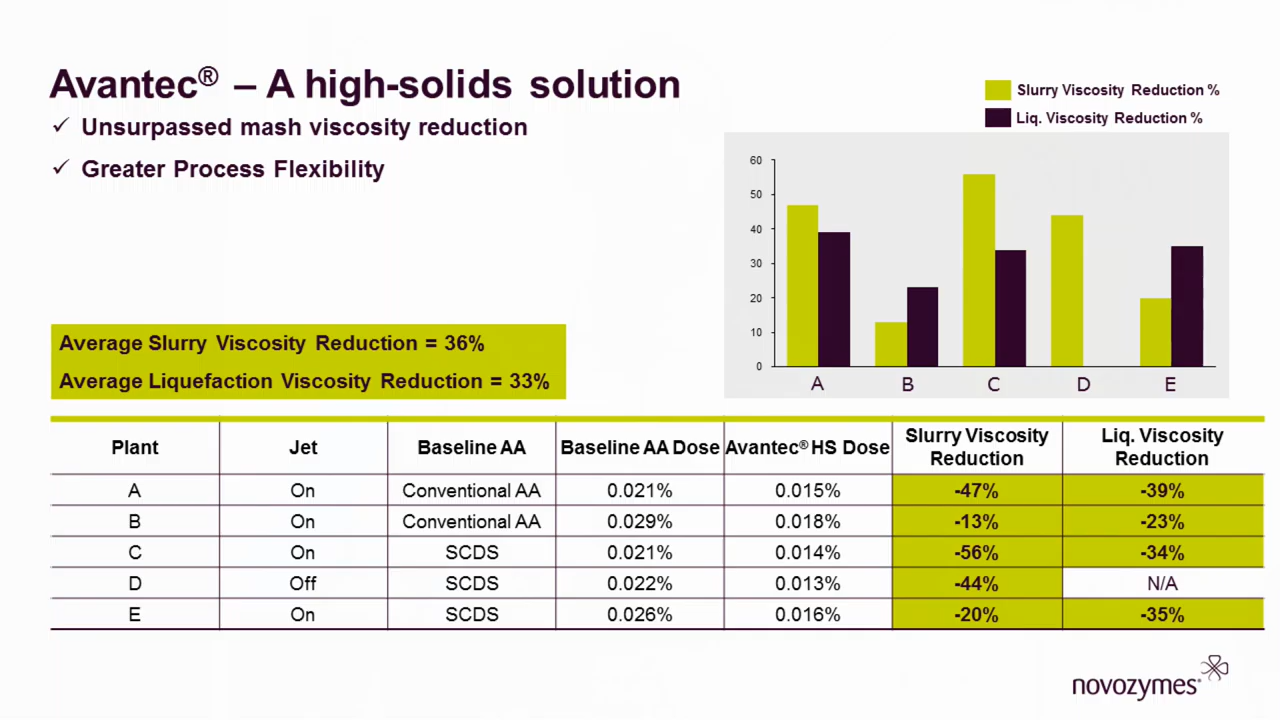 Avantec® – A high-solids solution
✓ Unsurpassed mash viscosity reduction
✓ Greater Process Flexibility
Slurry Viscosity Reduction %
Liq. Viscosity Reduction %
60
50
40
30
20
10
0
A B C D E
Average Slurry Viscosity Reduction = 36%
Average Liquefaction Viscosity Reduction = 33%
Plant Jet Baseline AA Baseline AA Dose Avantec® HS Dose Slurry Viscosity Reduction Liq. Viscosity Reduction
A On Conventional AA 0.021% 0.015% -47% -39%
B On Conventional AA 0.029% 0.018% -13% -23%
C On SCDS 0.021% 0.014% -56% -34%
D Off SCDS 0.022% 0.013% -44% N/A
E On SCDS 0.026% 0.016% -20% -35%
novozymes®